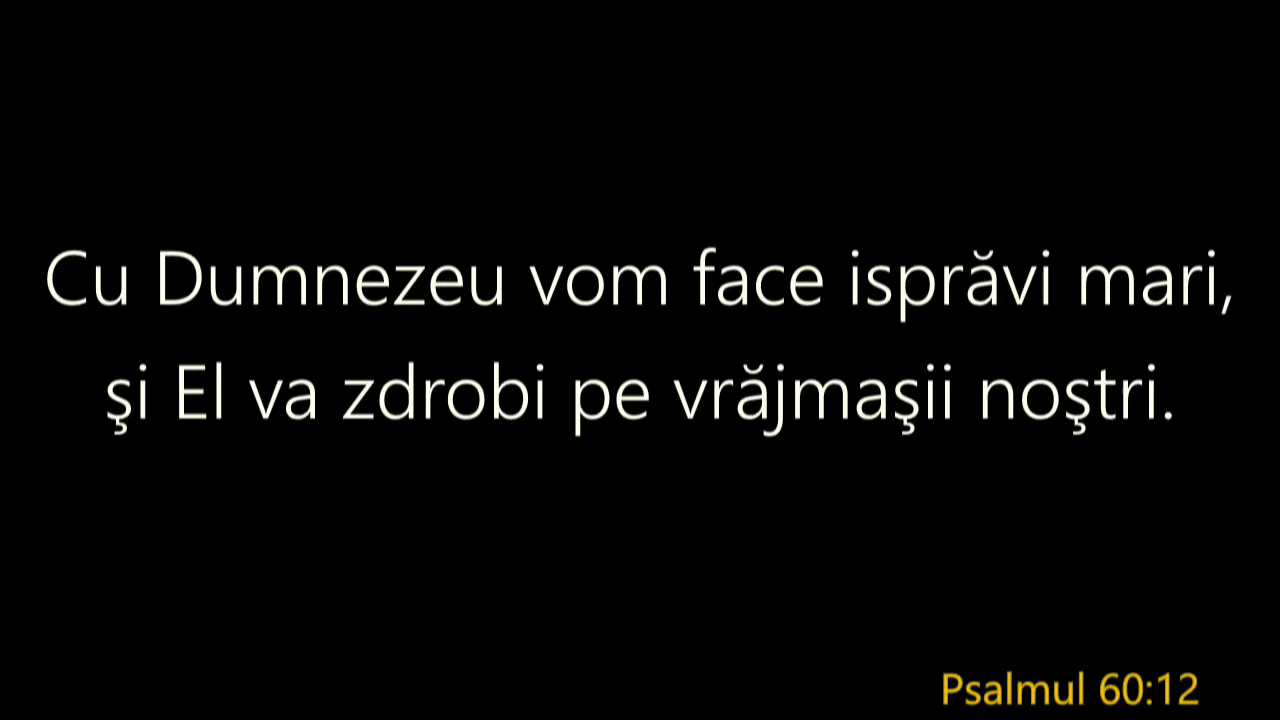 Cu Dumnezeu vom face isprăvi mari,
şi El va zdrobi pe vrăjmaşii noştri.
Psalmul 60:12